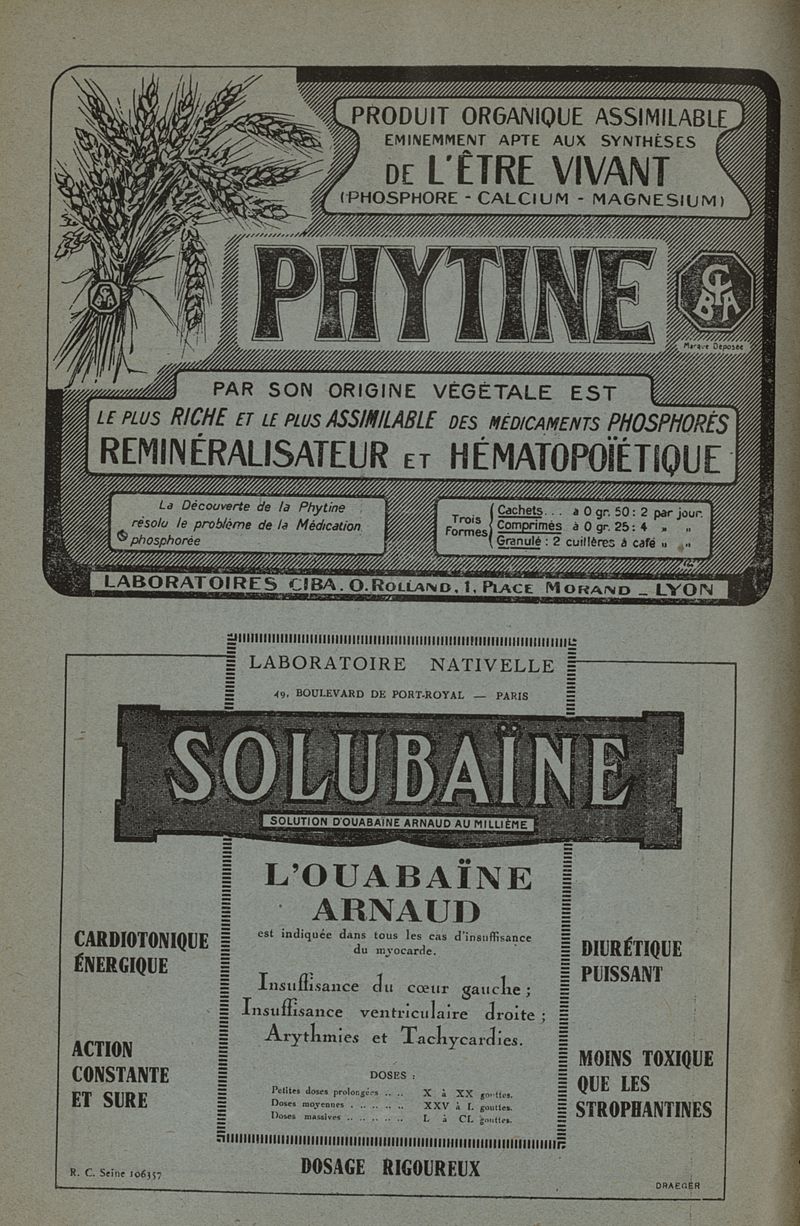 PRODUIT ORGANIQUE ASSIMILABLE
EMINEMMENT APTE AUX SYNTHÈSES
DE L'ÊTRE VIVANT
(PHOSPHORE - CALCIUM - MAGNESIUM)
PHYTINE
CIBA
Marque Déposée
PAR SON ORIGINE VÉGÉTALE EST
LE PLUS RICHE ET LE PLUS ASSIMILABLE DES MÉDICAMENTS PHOSPHORÉS
REMINÉRALISATEUR ET HÉMATOPOÏÉTIQUE
La Découverte de la Phytine
résolu le problème de la Médication
phosphorée
Trois Formes
Cachets... à 0 gr. 50: 2 par jour.
Comprimés à 0 gr. 25: 4 " "
Granulé : 2 cuillères à café " "
LABORATOIRES CIBA. O. ROLLAND, 1, PLACE MORAND _ LYON
LABORATOIRE NATIVELLE
49, BOULEVARD DE PORT-ROYAL — PARIS
SOLUBAÏNE
SOLUTION D'OUABAÏNE ARNAUD AU MILLIÈME
L'OUABAÏNE
ARNAUD
est indiquée dans tous les cas d'insuffisance
du myocarde.
Insuffisance du cœur gauche ;
Insuffisance ventriculaire droite ;
Arythmies et Tachycardies.
DOSES :
Petites doses prolongées .. .. X à XX gouttes.
Doses moyennes . .. .. .. .. XXV à L gouttes.
Doses massives .. .. .. .. .. L à CL gouttes.
CARDIOTONIQUE
ÉNERGIQUE
ACTION
CONSTANTE
ET SURE
DIURÉTIQUE
PUISSANT
MOINS TOXIQUE
QUE LES
STROPHANTINES
DOSAGE RIGOUREUX
R. C. Seine 106357
DRAEGER